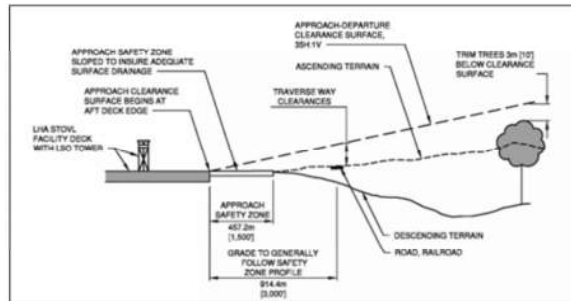 APPROACH-DEPARTURE
CLEARANCE SURFACE,
35H:1V
APPROACH SAFETY ZONE
SLOPED TO INSURE ADEQUATE
SURFACE DRAINAGE
ASCENDING TERRAIN
TRIM TREES 3m [10']
BELOW CLEARANCE
SURFACE
APPROACH CLEARANCE
SURFACE BEGINS AT
AFT DECK EDGE
TRAVERSE WAY
CLEARANCES
LHA STOVL
FACILITY DECK
WITH LSO TOWER
APPROACH
SAFETY ZONE
457.2m
[1,500']
DESCENDING TERRAIN
ROAD, RAILROAD
GRADE TO GENERALLY
FOLLOW SAFETY
ZONE PROFILE
914.4m
[3,000']